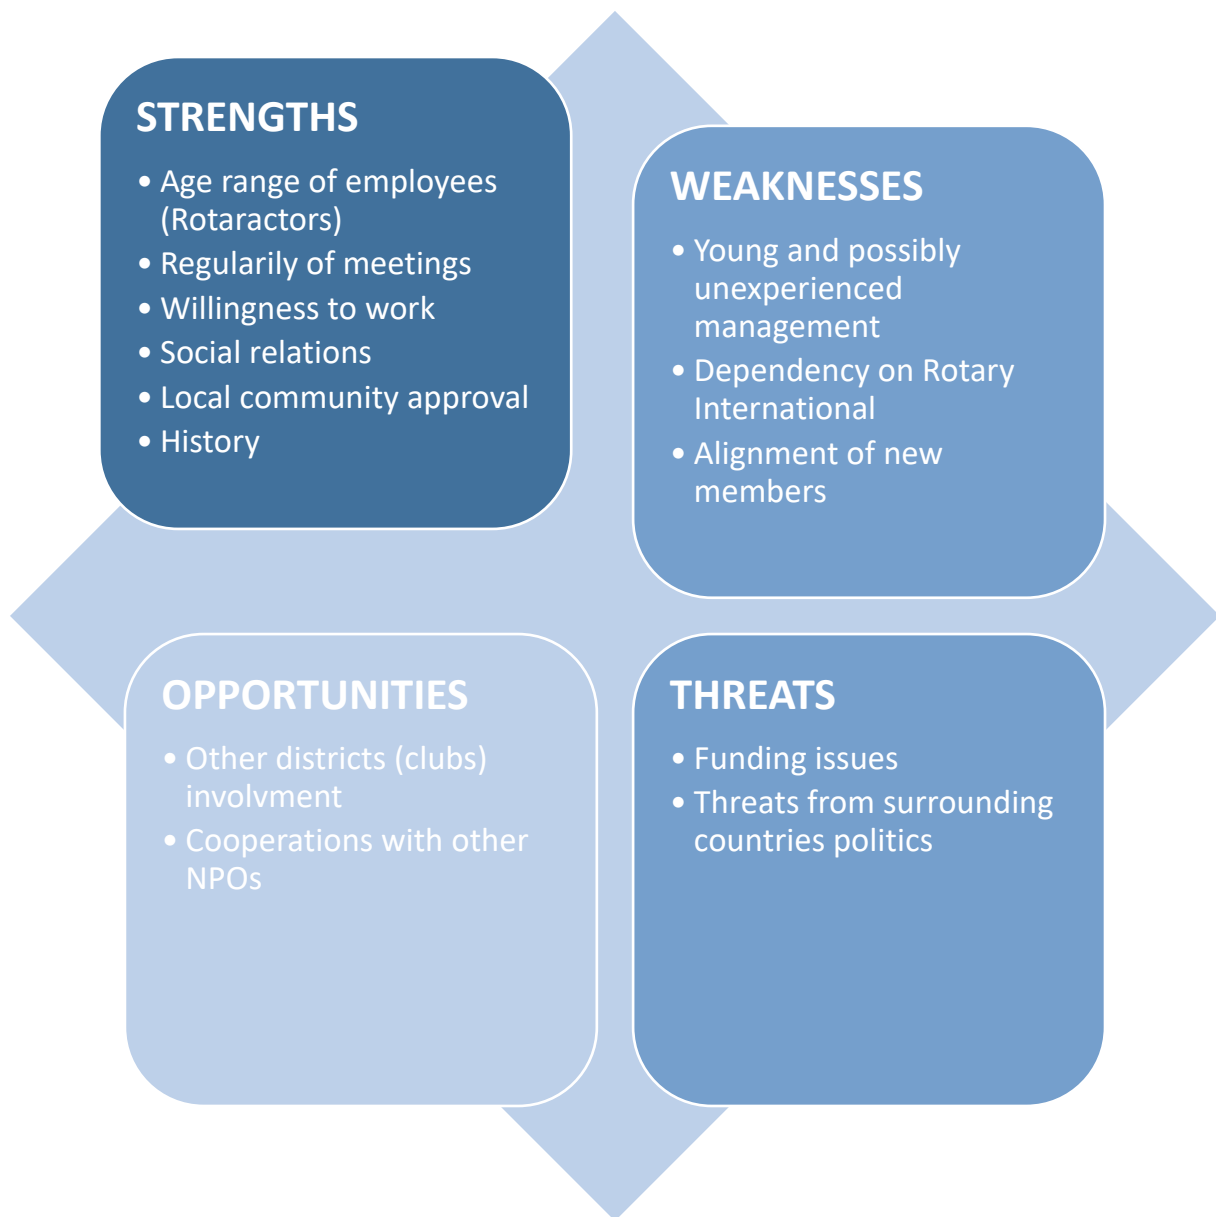 STRENGTHS
• Age range of employees
(Rotaractors)
• Regularily of meetings
• Willingness to work
• Social relations
• Local community approval
• History
WEAKNESSES
• Young and possibly
unexperienced
management
• Dependency on Rotary
International
• Alignment of new
members
OPPORTUNITIES
• Other districts (clubs)
involvment
• Cooperations with other
NPOs
THREATS
• Funding issues
• Threats from surrounding
countries politics